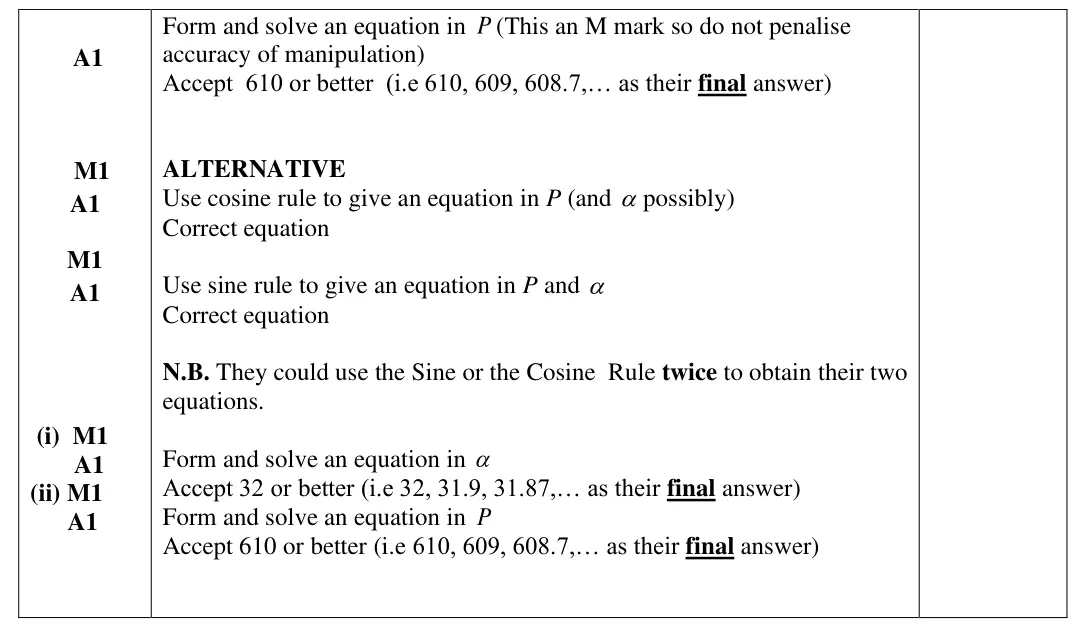 Form and solve an equation in P (This an M mark so do not penalise
A1 accuracy of manipulation)
Accept 610 or better (i.e 610, 609, 608.7,… as their final answer)
M1 ALTERNATIVE
A1 Use cosine rule to give an equation in P (and α possibly)
Correct equation
M1
A1 Use sine rule to give an equation in P and α
Correct equation
N.B. They could use the Sine or the Cosine Rule twice to obtain their two
equations.
(i) M1
A1 Form and solve an equation in α
(ii) M1 Accept 32 or better (i.e 32, 31.9, 31.87,… as their final answer)
A1 Form and solve an equation in P
Accept 610 or better (i.e 610, 609, 608.7,… as their final answer)